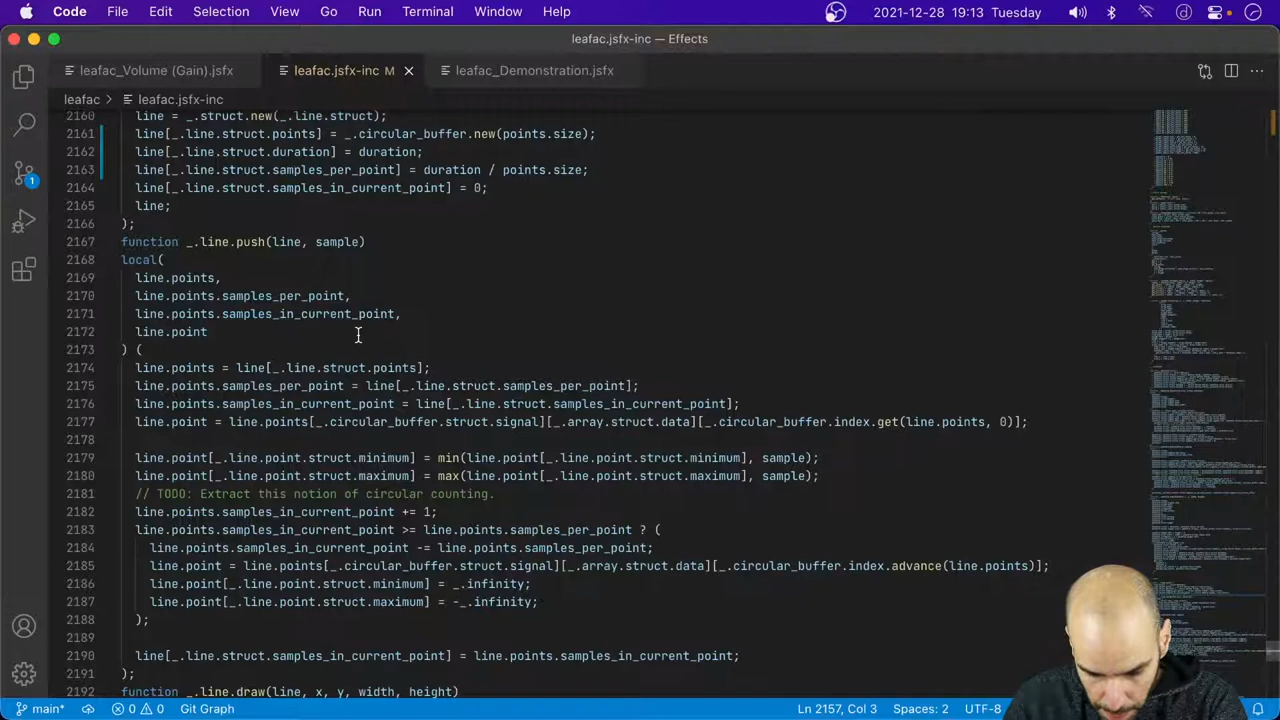 Code File Edit Selection View Go Run Terminal Window Help 2021-12-28 19:13 Tuesday
leafac.jsfx-inc — Effects
leafac_Volume (Gain).jsfx leafac.jsfx-inc M leafac_Demonstration.jsfx
leafac > leafac.jsfx-inc
2160 line = _.struct.new(_.line.struct);
2161 line[_.line.struct.points] = _.circular_buffer.new(points.size);
2162 line[_.line.struct.duration] = duration;
2163 line[_.line.struct.samples_per_point] = duration / points.size;
2164 line[_.line.struct.samples_in_current_point] = 0;
2165 line;
2166 );
2167 function _.line.push(line, sample)
2168 local(
2169 line.points,
2170 line.points.samples_per_point,
2171 line.points.samples_in_current_point,
2172 line.point
2173 ) (
2174 line.points = line[_.line.struct.points];
2175 line.points.samples_per_point = line[_.line.struct.samples_per_point];
2176 line.points.samples_in_current_point = line[_.line.struct.samples_in_current_point];
2177 line.point = line.points[_.circular_buffer.struct.signal][_.array.struct.data][_.circular_buffer.index.get(line.points, 0)];
2178
2179 line.point[_.line.point.struct.minimum] = min(line.point[_.line.point.struct.minimum], sample);
2180 line.point[_.line.point.struct.maximum] = max(line.point[_.line.point.struct.maximum], sample);
2181 // TODO: Extract this notion of circular counting.
2182 line.points.samples_in_current_point += 1;
2183 line.points.samples_in_current_point >= line.points.samples_per_point ? (
2184 line.points.samples_in_current_point -= line.points.samples_per_point;
2185 line.point = line.points[_.circular_buffer.struct.signal][_.array.struct.data][_.circular_buffer.index.advance(line.points)];
2186 line.point[_.line.point.struct.minimum] = _.infinity;
2187 line.point[_.line.point.struct.maximum] = -_.infinity;
2188 );
2189
2190 line[_.line.struct.samples_in_current_point] = line.points.samples_in_current_point;
2191 );
2192 function _.line.draw(line, x, y, width, height)
main* 0 0 Git Graph Ln 2157, Col 3 Spaces: 2 UTF-8